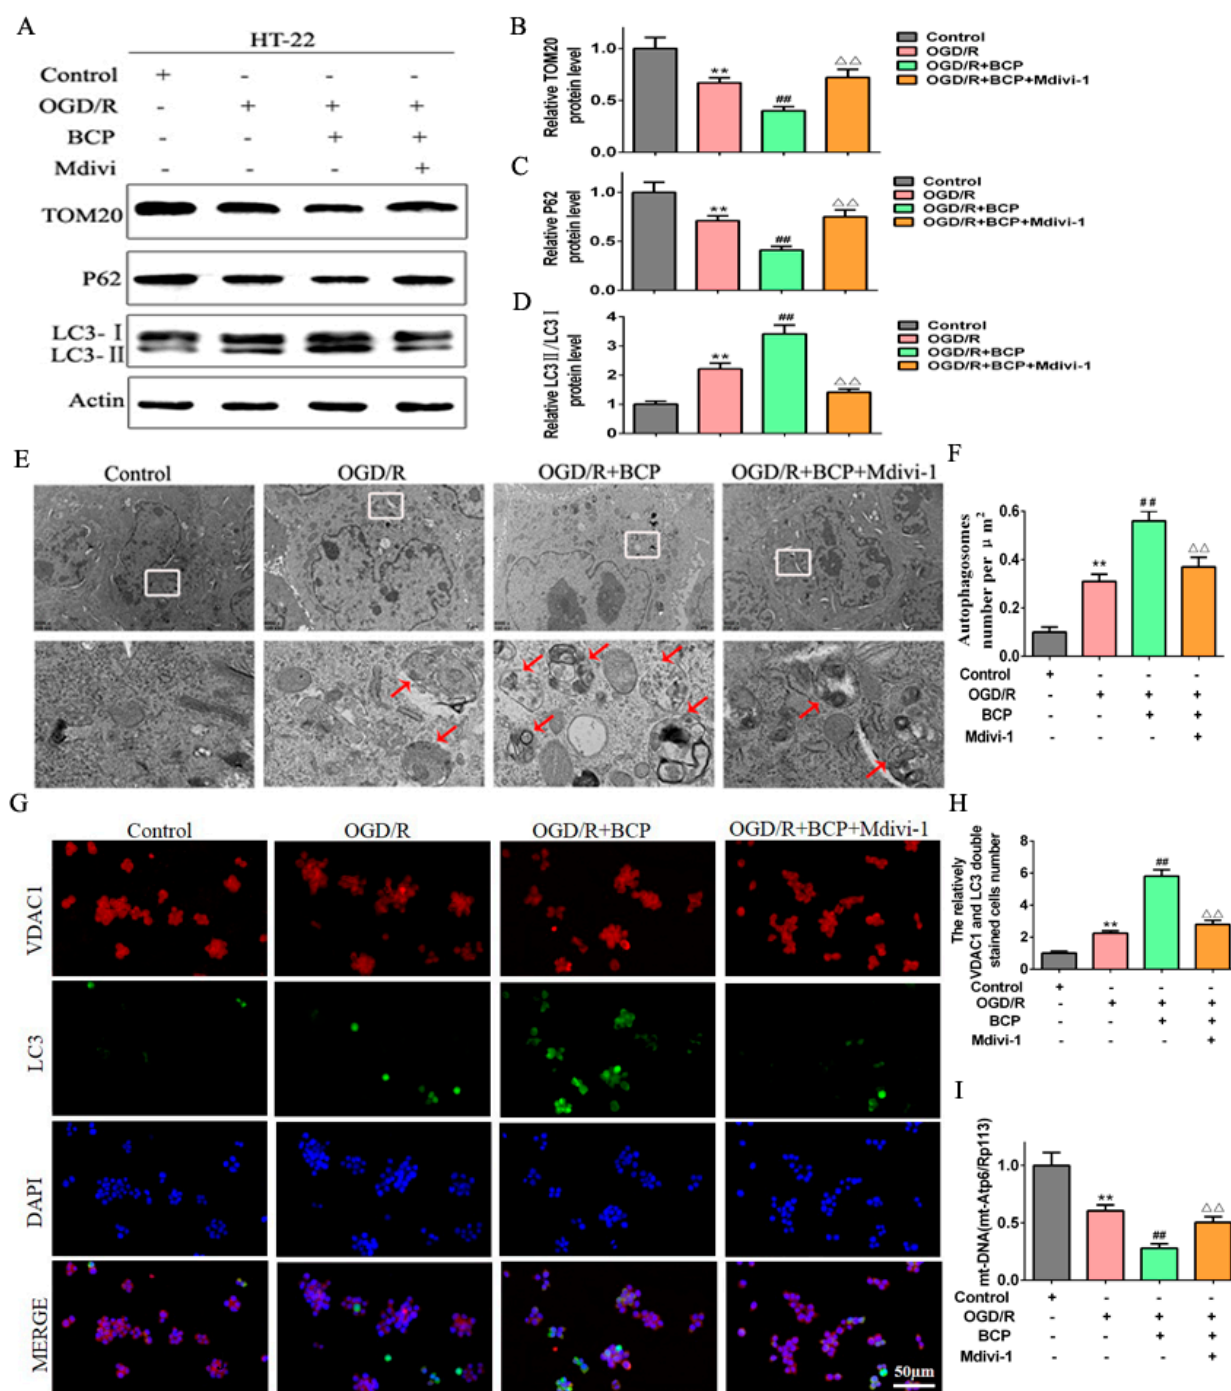 A
HT-22
Control + - - -
OGD/R - + + +
BCP - - + +
Mdivi - - - +
TOM20
P62
LC3- I
LC3- II
Actin
B
Relative TOM20
protein level
1.0
0.5
0.0
**
##
△△
Control
OGD/R
OGD/R+BCP
OGD/R+BCP+Mdivi-1
C
Relative P62
protein level
1.0
0.5
0.0
**
##
△△
Control
OGD/R
OGD/R+BCP
OGD/R+BCP+Mdivi-1
D
Relative LC3 II/LC3 I
protein level
4
3
2
1
0
**
##
△△
Control
OGD/R
OGD/R+BCP
OGD/R+BCP+Mdivi-1
E
Control OGD/R OGD/R+BCP OGD/R+BCP+Mdivi-1
F
Autophagosomes
number per μm²
0.6
0.4
0.2
0.0
**
##
△△
Control + - - -
OGD/R - + + +
BCP - - + +
Mdivi-1 - - - +
G
Control OGD/R OGD/R+BCP OGD/R+BCP+Mdivi-1
VDAC1
LC3
DAPI
MERGE
50μm
H
The relatively
VDAC1 and LC3 double
stained cells number
8
6
4
2
0
**
##
△△
Control + - - -
OGD/R - + + +
BCP - - + +
Mdivi-1 - - - +
I
mt-DNA(mt-Atp6/Rp113)
1.0
0.5
0.0
**
##
△△
Control + - - -
OGD/R - + + +
BCP - - + +
Mdivi-1 - - - +